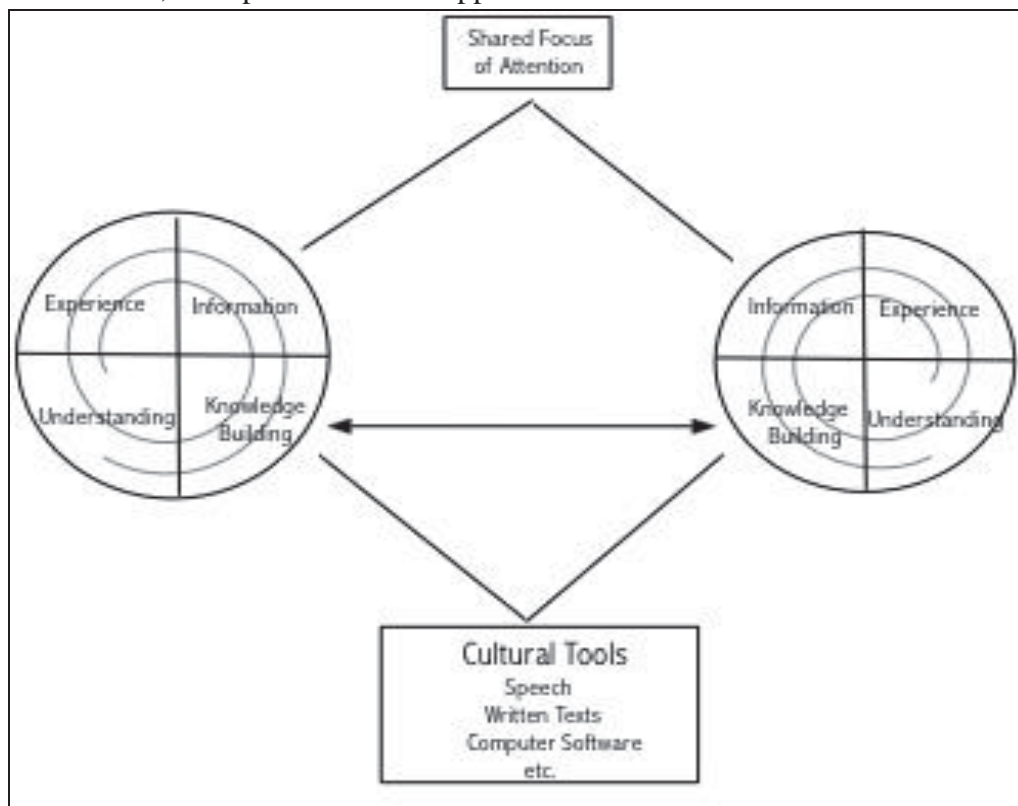 Shared Focus
of Attention
Experience
Information
Understanding
Knowledge
Building
Information
Experience
Knowledge
Building
Understanding
Cultural Tools
Speech
Written Texts
Computer Software
etc.